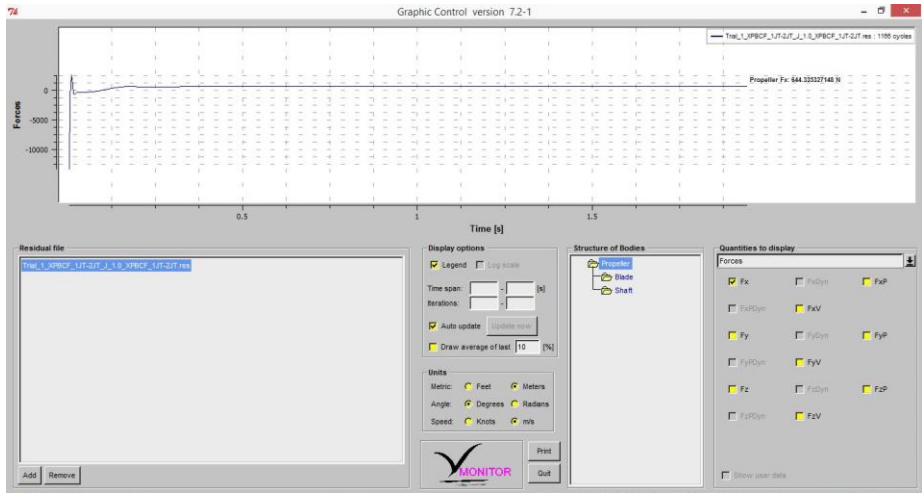 Graphic Control version 7.2-1
Trial_1_XPBCF_1JT-2JT_J_1.0_XPBCF_1JT-2JT.res : 1166 cycles
Propeller Fx: 644.335327148 N
Forces
0
-5000
-10000
0.5
1
1.5
Time [s]
Residual file
Trial_1_XPBCF_1JT-2JT_J_1.0_XPBCF_1JT-2JT.res
Add Remove
Display options
Legend Log scale
Time span: - [s]
Iterations: -
Auto update Update now
Draw average of last 10 [%]
Units
Metric: Feet Meters
Angle: Degrees Radians
Speed: Knots m/s
MONITOR
Print
Quit
Structure of Bodies
Propeller
Blade
Shaft
Quantities to display
Forces
Fx FxDyn FxP
FxPDyn FxV
Fy FyDyn FyP
FyPDyn FyV
Fz FzDyn FzP
FzPDyn FzV
Show user data